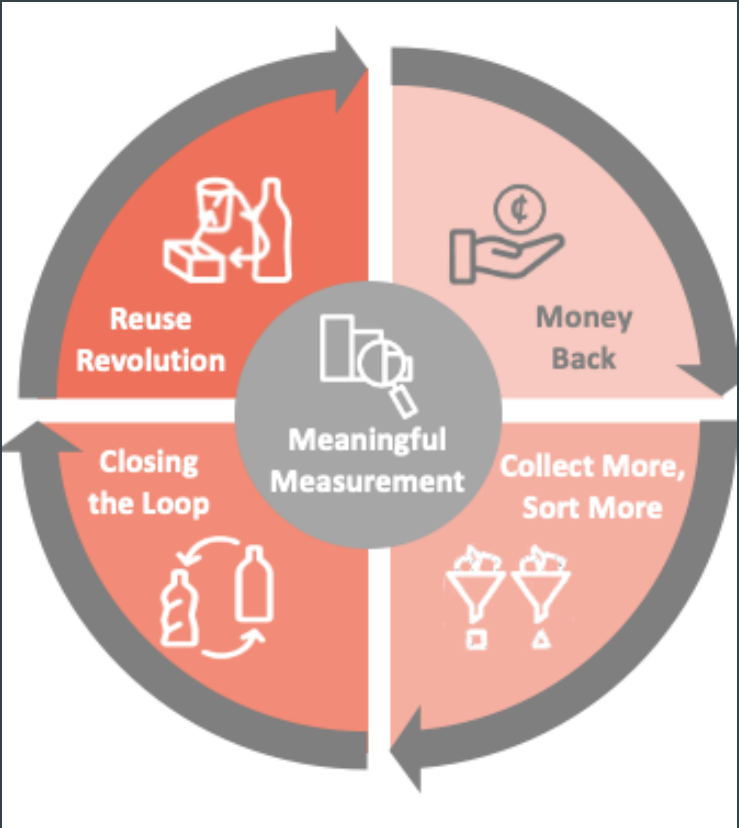 Reuse
Revolution
¢
Money
Back
Meaningful
Measurement
Closing
the Loop
Collect More,
Sort More